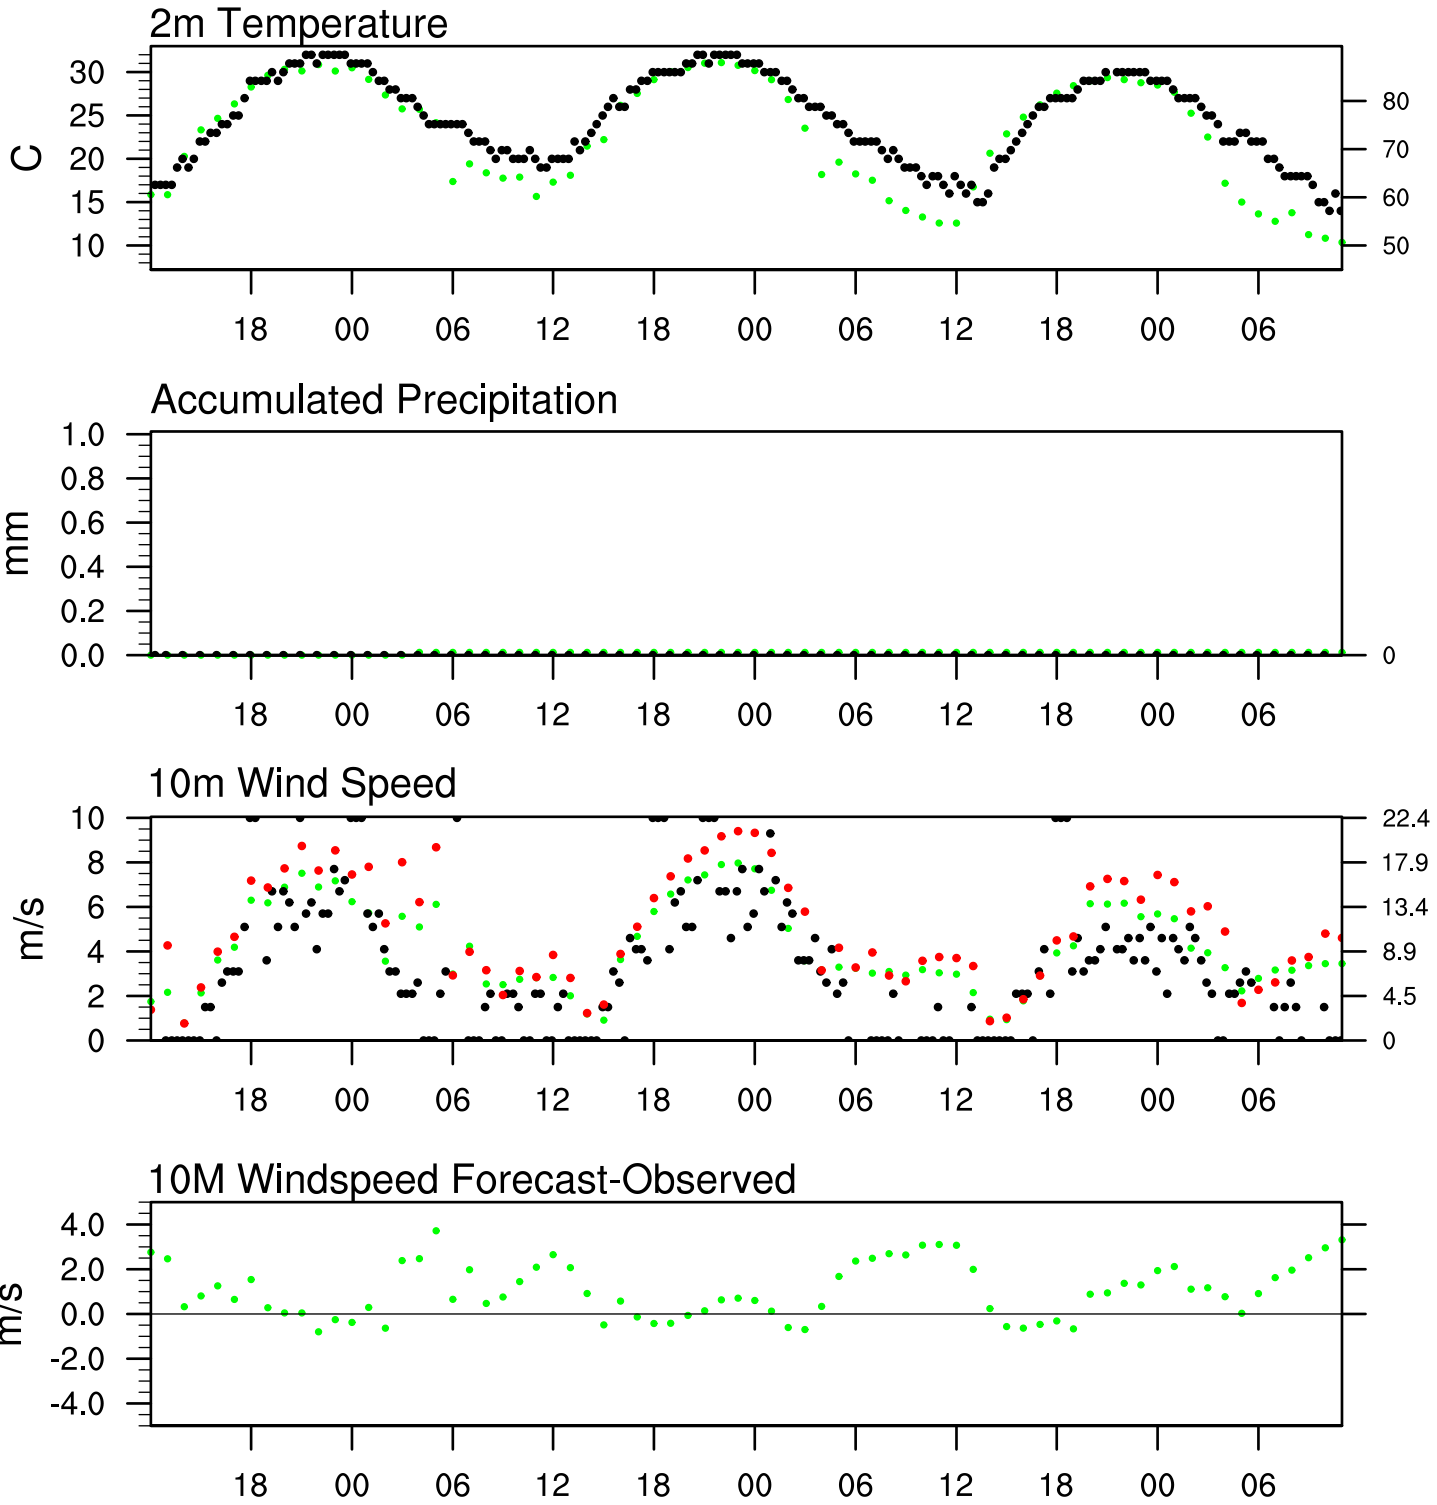 2m Temperature
30
25
20
15
10
C
80
70
60
50
18 00 06 12 18 00 06 12 18 00 06
Accumulated Precipitation
1.0
0.8
0.6
0.4
0.2
0.0
mm
0
18 00 06 12 18 00 06 12 18 00 06
10m Wind Speed
10
8
6
4
2
0
m/s
22.4
17.9
13.4
8.9
4.5
0
18 00 06 12 18 00 06 12 18 00 06
10M Windspeed Forecast-Observed
4.0
2.0
0.0
-2.0
-4.0
m/s
18 00 06 12 18 00 06 12 18 00 06